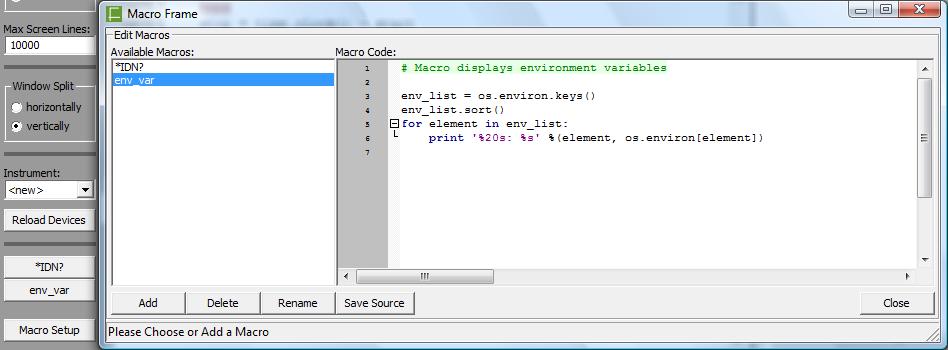 Max Screen Lines:
10000
Window Split
horizontally
vertically
Instrument:
<new>
Reload Devices
*IDN?
env_var
Macro Setup
Macro Frame
Edit Macros
Available Macros:
*IDN?
env_var
Macro Code:
1 # Macro displays environment variables
2
3 env_list = os.environ.keys()
4 env_list.sort()
5 for element in env_list:
6 print '%20s: %s' %(element, os.environ[element])
7
Add
Delete
Rename
Save Source
Close
Please Choose or Add a Macro